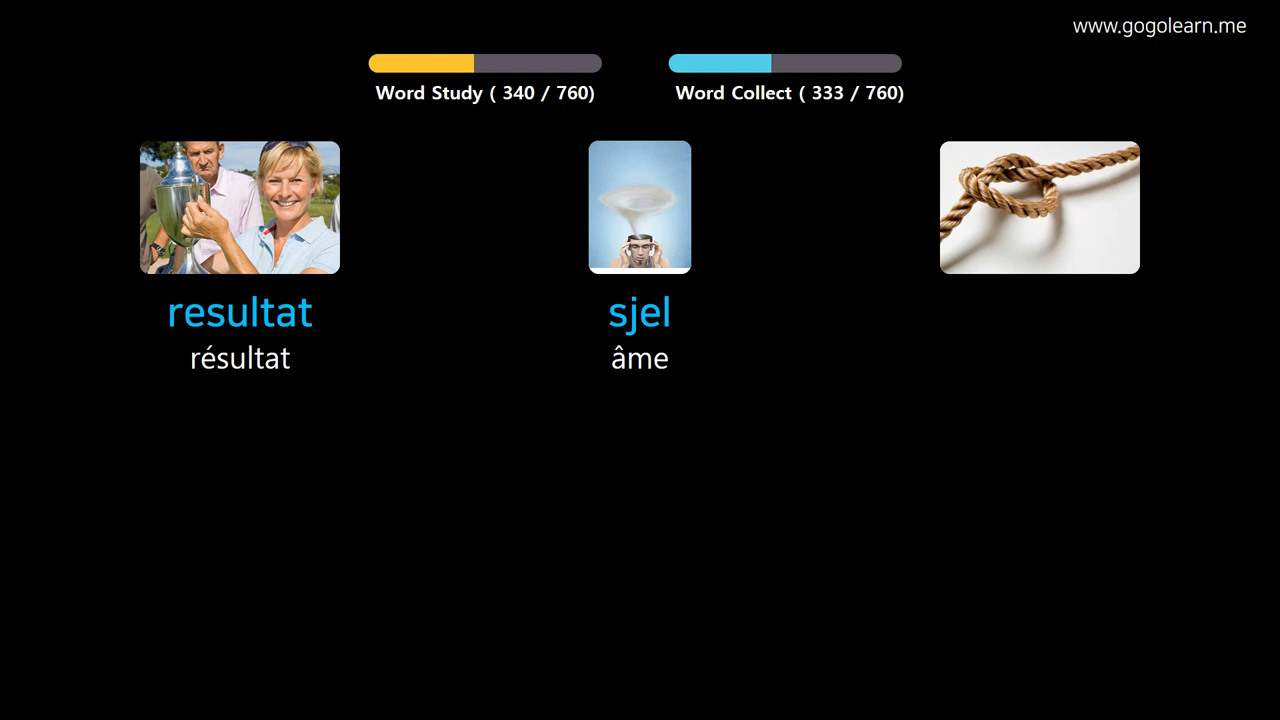 www.gogolearn.me
Word Study ( 340 / 760)
Word Collect ( 333 / 760)
resultat
résultat
sjel
âme